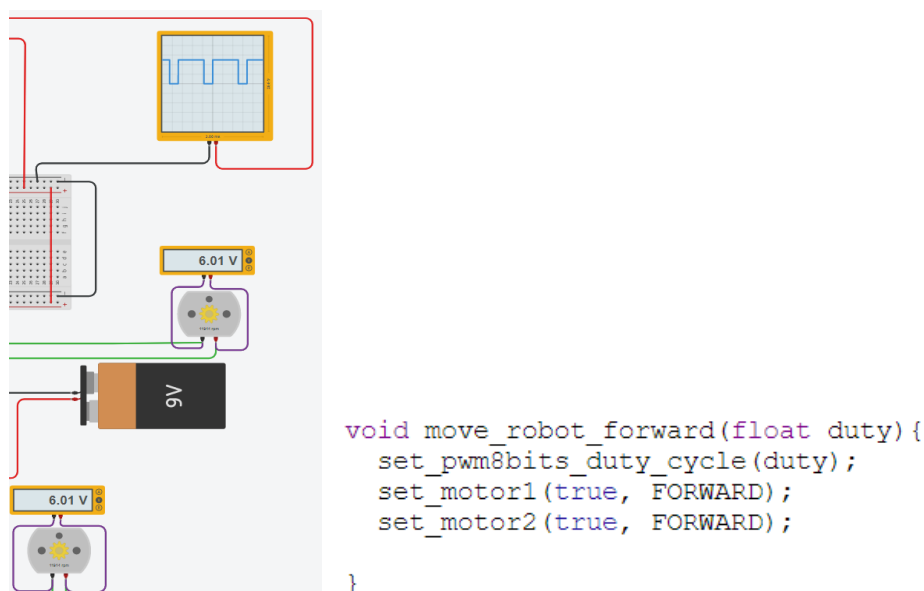 6.01 V
9V
6.01 V
void move_robot_forward(float duty){
set_pwm8bits_duty_cycle(duty);
set_motor1(true, FORWARD);
set_motor2(true, FORWARD);
}